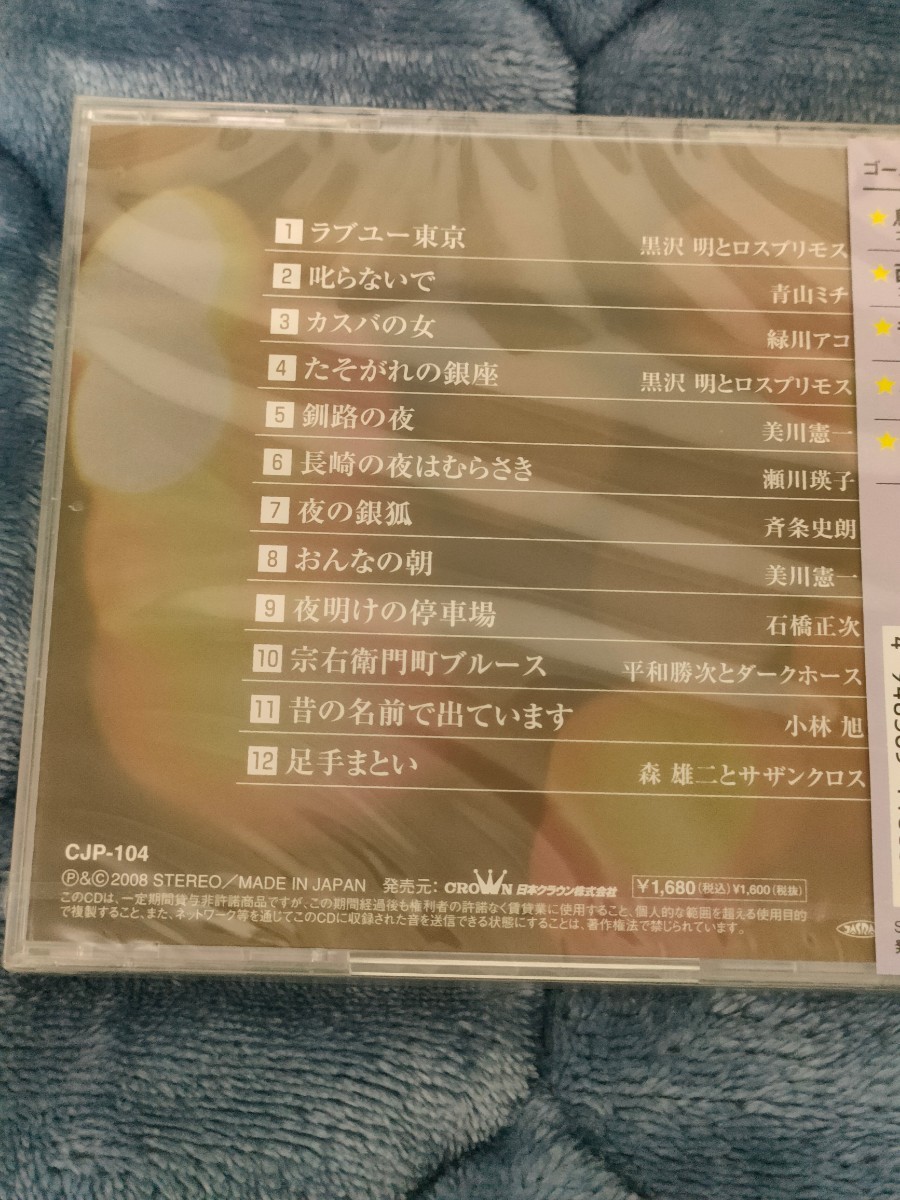 1 ラブユー東京 黒沢 明とロスプリモス
2 叱らないで 青山ミチ
3 カスバの女 緑川アコ
4 たそがれの銀座 黒沢 明とロスプリモス
5 釧路の夜 美川憲一
6 長崎の夜はむらさき 瀬川瑛子
7 夜の銀狐 斉条史朗
8 おんなの朝 美川憲一
9 夜明けの停車場 石橋正次
10 宗右衛門町ブルース 平和勝次とダークホース
11 昔の名前で出ています 小林 旭
12 足手まとい 森 雄二とサザンクロス
CJP-104
Ⓟ&Ⓒ2008 STEREO／MADE IN JAPAN 発売元: CROWN 日本クラウン株式会社 ¥1,680(税込) ¥1,600(税抜)
このCDは、一定期間貸与非許諾商品ですが、この期間経過後も権利者の許諾なく賃貸業に使用すること、個人的な範囲を超える使用目的
で複製すること、また、ネットワーク等を通じてこのCDに収録された音を送信できる状態にすることは、著作権法で禁じられています。
JASRAC
ゴー